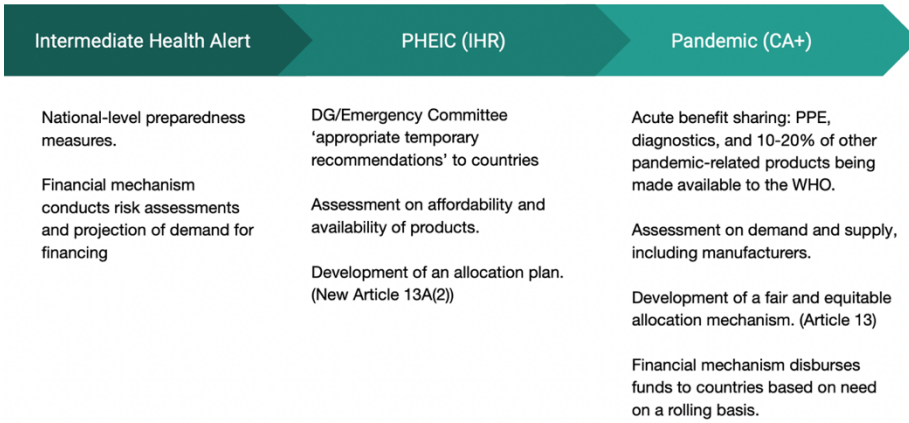 Intermediate Health Alert
PHEIC (IHR)
Pandemic (CA+)
National-level preparedness
measures.
Financial mechanism
conducts risk assessments
and projection of demand for
financing
DG/Emergency Committee
‘appropriate temporary
recommendations’ to countries
Assessment on affordability and
availability of products.
Development of an allocation plan.
(New Article 13A(2))
Acute benefit sharing: PPE,
diagnostics, and 10-20% of other
pandemic-related products being
made available to the WHO.
Assessment on demand and supply,
including manufacturers.
Development of a fair and equitable
allocation mechanism. (Article 13)
Financial mechanism disburses
funds to countries based on need
on a rolling basis.